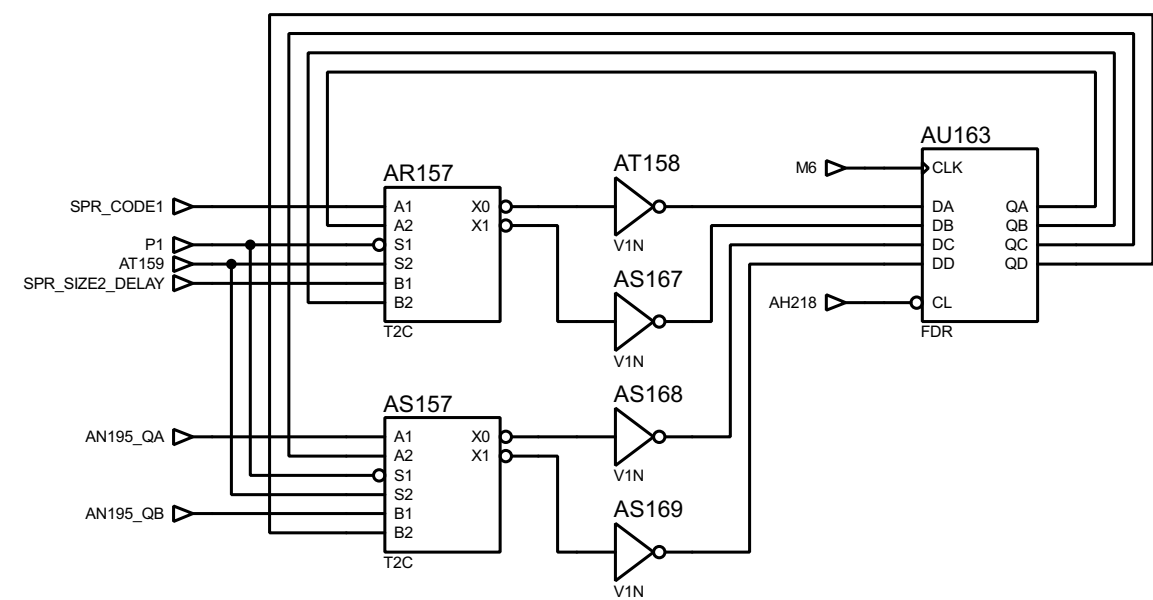 AU163
M6
CLK
AR157
AT158
SPR_CODE1
A1
X0
DA
QA
A2
X1
DB
QB
P1
S1
V1N
DC
QC
AT159
S2
DD
QD
SPR_SIZE2_DELAY
B1
AS167
B2
AH218
CL
T2C
FDR
V1N
AS157
AS168
AN195_QA
A1
X0
A2
X1
S1
V1N
S2
AN195_QB
B1
AS169
B2
T2C
V1N